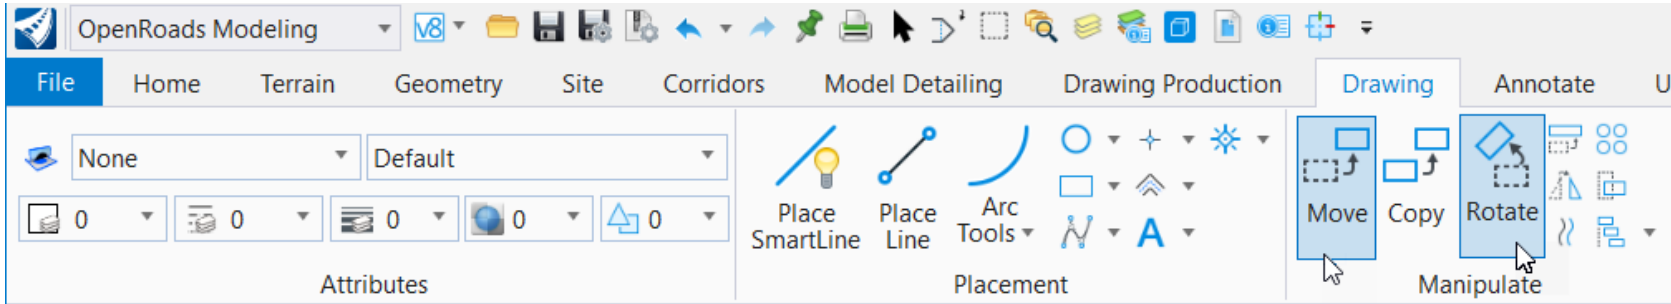 OpenRoads Modeling
V8
File Home Terrain Geometry Site Corridors Model Detailing Drawing Production Drawing Annotate U
None Default
0 0 0 0 0
Place SmartLine
Place Line
Arc Tools
A
Move Copy Rotate
Attributes Placement Manipulate